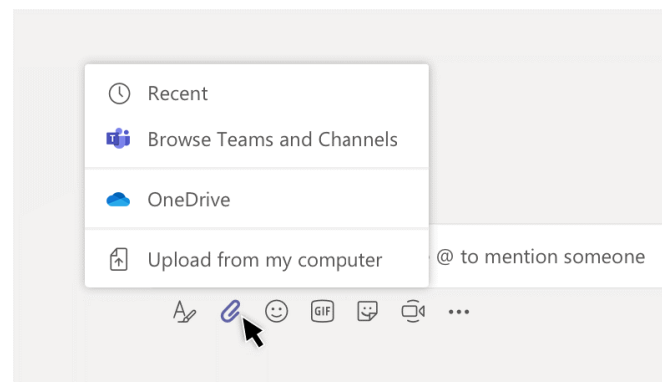 Recent
Browse Teams and Channels
OneDrive
Upload from my computer
@ to mention someone
GIF